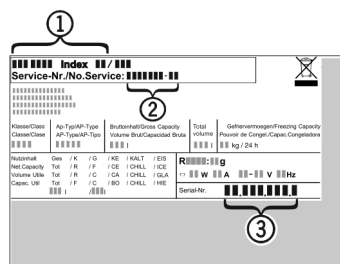 1
Index /
Service-Nr./No.Service: -
2
Klasse/Class Ap-Typ/AP-Type Bruttoinhalt/Gross Capacity Total Gefriervermoegen/Freezing Capacity
Classe/Clase AP-Type/AP-Tipo Volume Brut/Capacidad Bruta volume Pouvoir de Congel./Capac.Congeladora
l l kg / 24 h
Nutzinhalt Ges / K / G / KE / KALT / EIS
Net.Capacity Tot / R / F / CE / CHILL / ICE
Volume Utile Tot / R / C / CA / CHILL / GLA
Capac. Util Tot / F / C / BO / CHILL / HIE
l / l
R : g
W A - V Hz
Serial-Nr. . . .
3